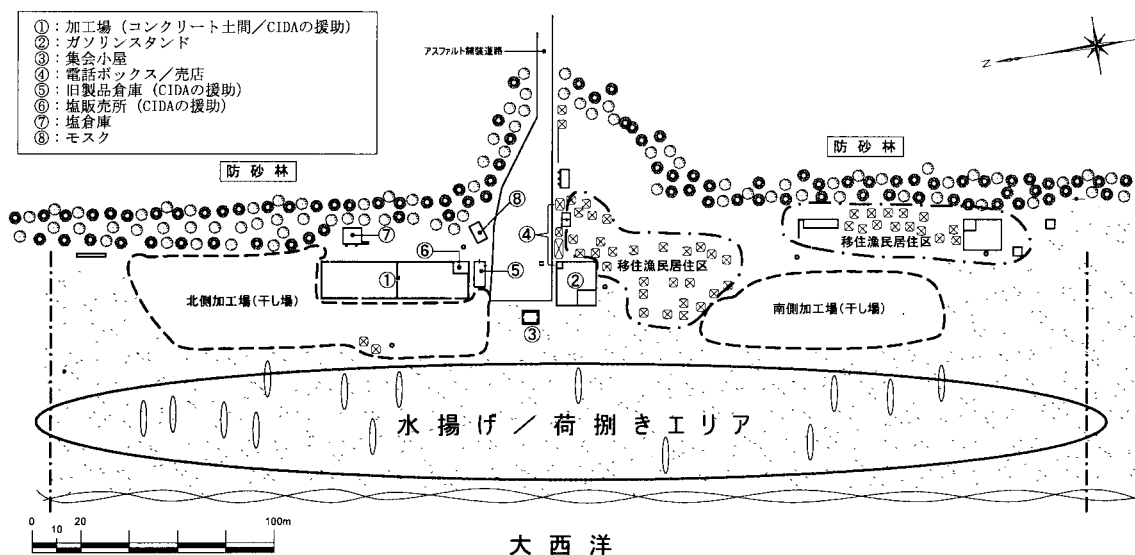 ①：加工場（コンクリート土間／CIDAの援助）
②：ガソリンスタンド
③：集会小屋
④：電話ボックス／売店
⑤：旧製品倉庫（CIDAの援助）
⑥：塩販売所（CIDAの援助）
⑦：塩倉庫
⑧：モスク
アスファルト舗装道路
N
防砂林
防砂林
⑧
⑦
④
⑥
移住漁民居住区
移住漁民居住区
⑤
①
②
北側加工場（干し場）
南側加工場（干し場）
③
水揚げ／荷捌きエリア
0 10 20 100m
大西洋